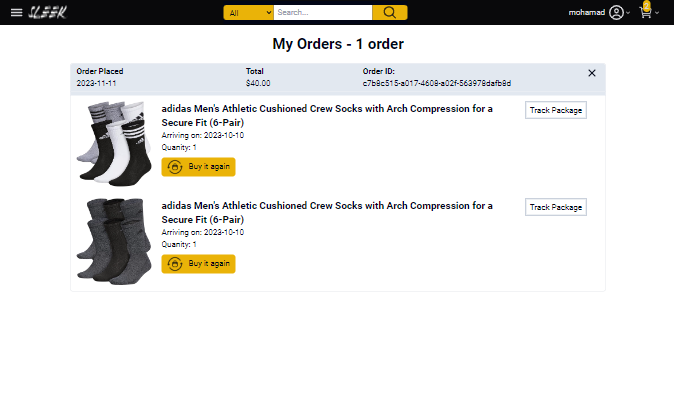 SLEEK
All
Search...
mohamad
2
My Orders - 1 order
Order Placed
2023-11-11
Total
$40.00
Order ID:
c7b8c515-a017-4608-a02f-563978dafb8d
adidas Men's Athletic Cushioned Crew Socks with Arch Compression for a
Secure Fit (6-Pair)
Arriving on: 2023-10-10
Quanity: 1
Buy it again
Track Package
adidas Men's Athletic Cushioned Crew Socks with Arch Compression for a
Secure Fit (6-Pair)
Arriving on: 2023-10-10
Quanity: 1
Buy it again
Track Package